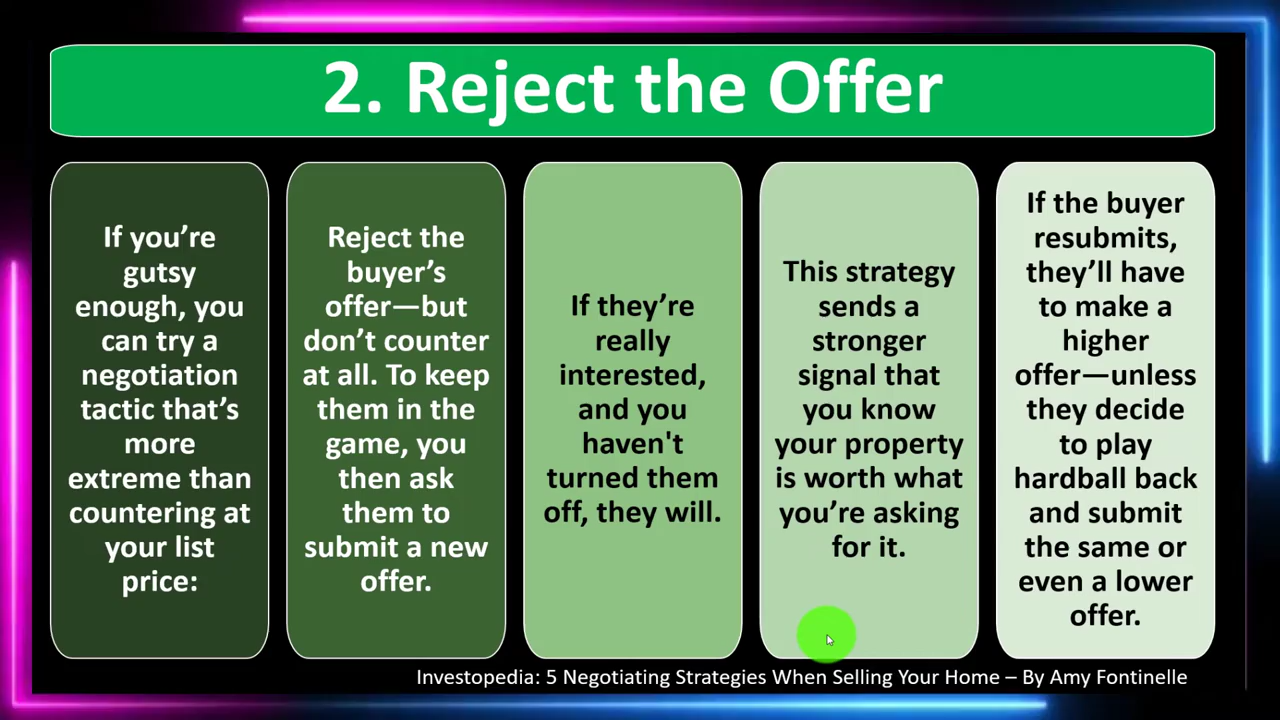 2. Reject the Offer
If you’re
gutsy
enough, you
can try a
negotiation
tactic that’s
more
extreme than
countering at
your list
price:
Reject the
buyer’s
offer—but
don’t counter
at all. To keep
them in the
game, you
then ask
them to
submit a new
offer.
If they’re
really
interested,
and you
haven't
turned them
off, they will.
This strategy
sends a
stronger
signal that
you know
your property
is worth what
you’re asking
for it.
If the buyer
resubmits,
they’ll have
to make a
higher
offer—unless
they decide
to play
hardball back
and submit
the same or
even a lower
offer.
Investopedia: 5 Negotiating Strategies When Selling Your Home – By Amy Fontinelle